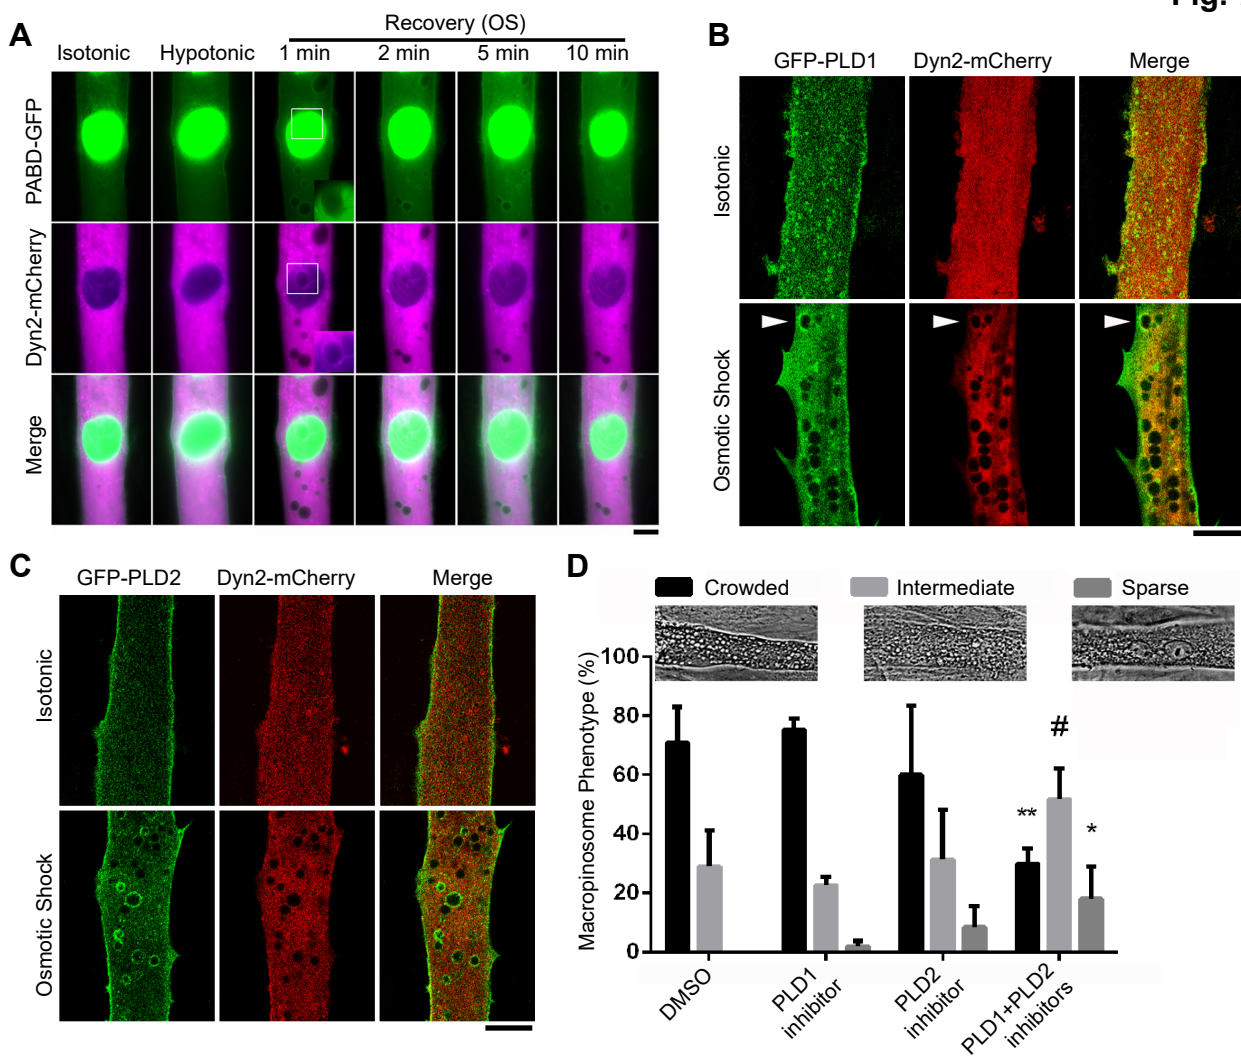 Fig.
A
Recovery (OS)
Isotonic
Hypotonic
1 min
2 min
5 min
10 min
PABD-GFP
Dyn2-mCherry
Merge
B
GFP-PLD1
Dyn2-mCherry
Merge
Isotonic
Osmotic Shock
C
GFP-PLD2
Dyn2-mCherry
Merge
Isotonic
Osmotic Shock
D
Crowded
Intermediate
Sparse
Macropinosome Phenotype (%)
100
80
60
40
20
0
#
**
*
DMSO
PLD1
inhibitor
PLD2
inhibitor
PLD1+PLD2
inhibitors